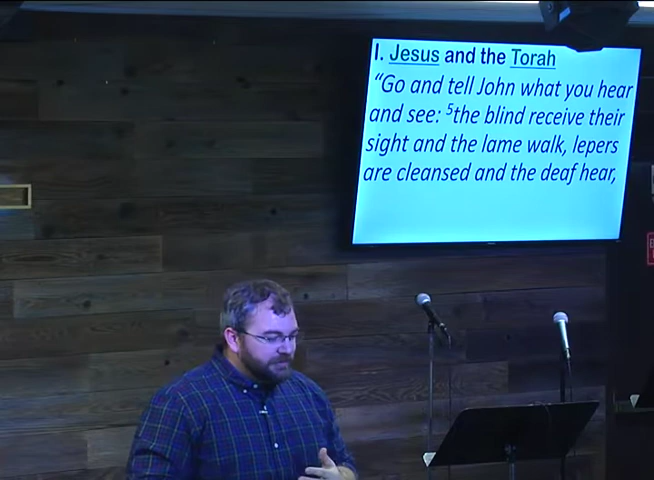 I. Jesus and the Torah
“Go and tell John what you hear
and see: ⁵the blind receive their
sight and the lame walk, lepers
are cleansed and the deaf hear,